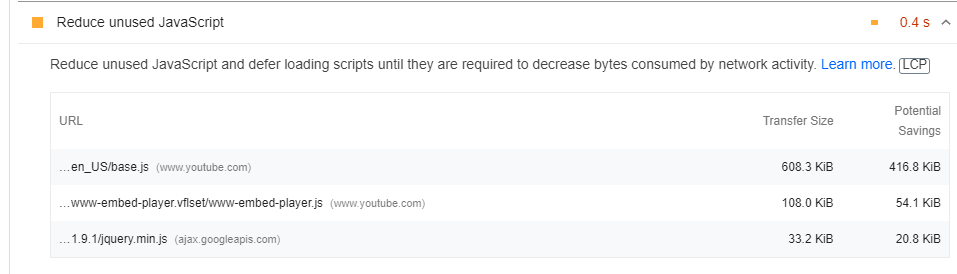 Reduce unused JavaScript 0.4 s
Reduce unused JavaScript and defer loading scripts until they are required to decrease bytes consumed by network activity. Learn more. LCP
URL Transfer Size Potential Savings
...en_US/base.js (www.youtube.com) 608.3 KiB 416.8 KiB
...www-embed-player.vflset/www-embed-player.js (www.youtube.com) 108.0 KiB 54.1 KiB
...1.9.1/jquery.min.js (ajax.googleapis.com) 33.2 KiB 20.8 KiB